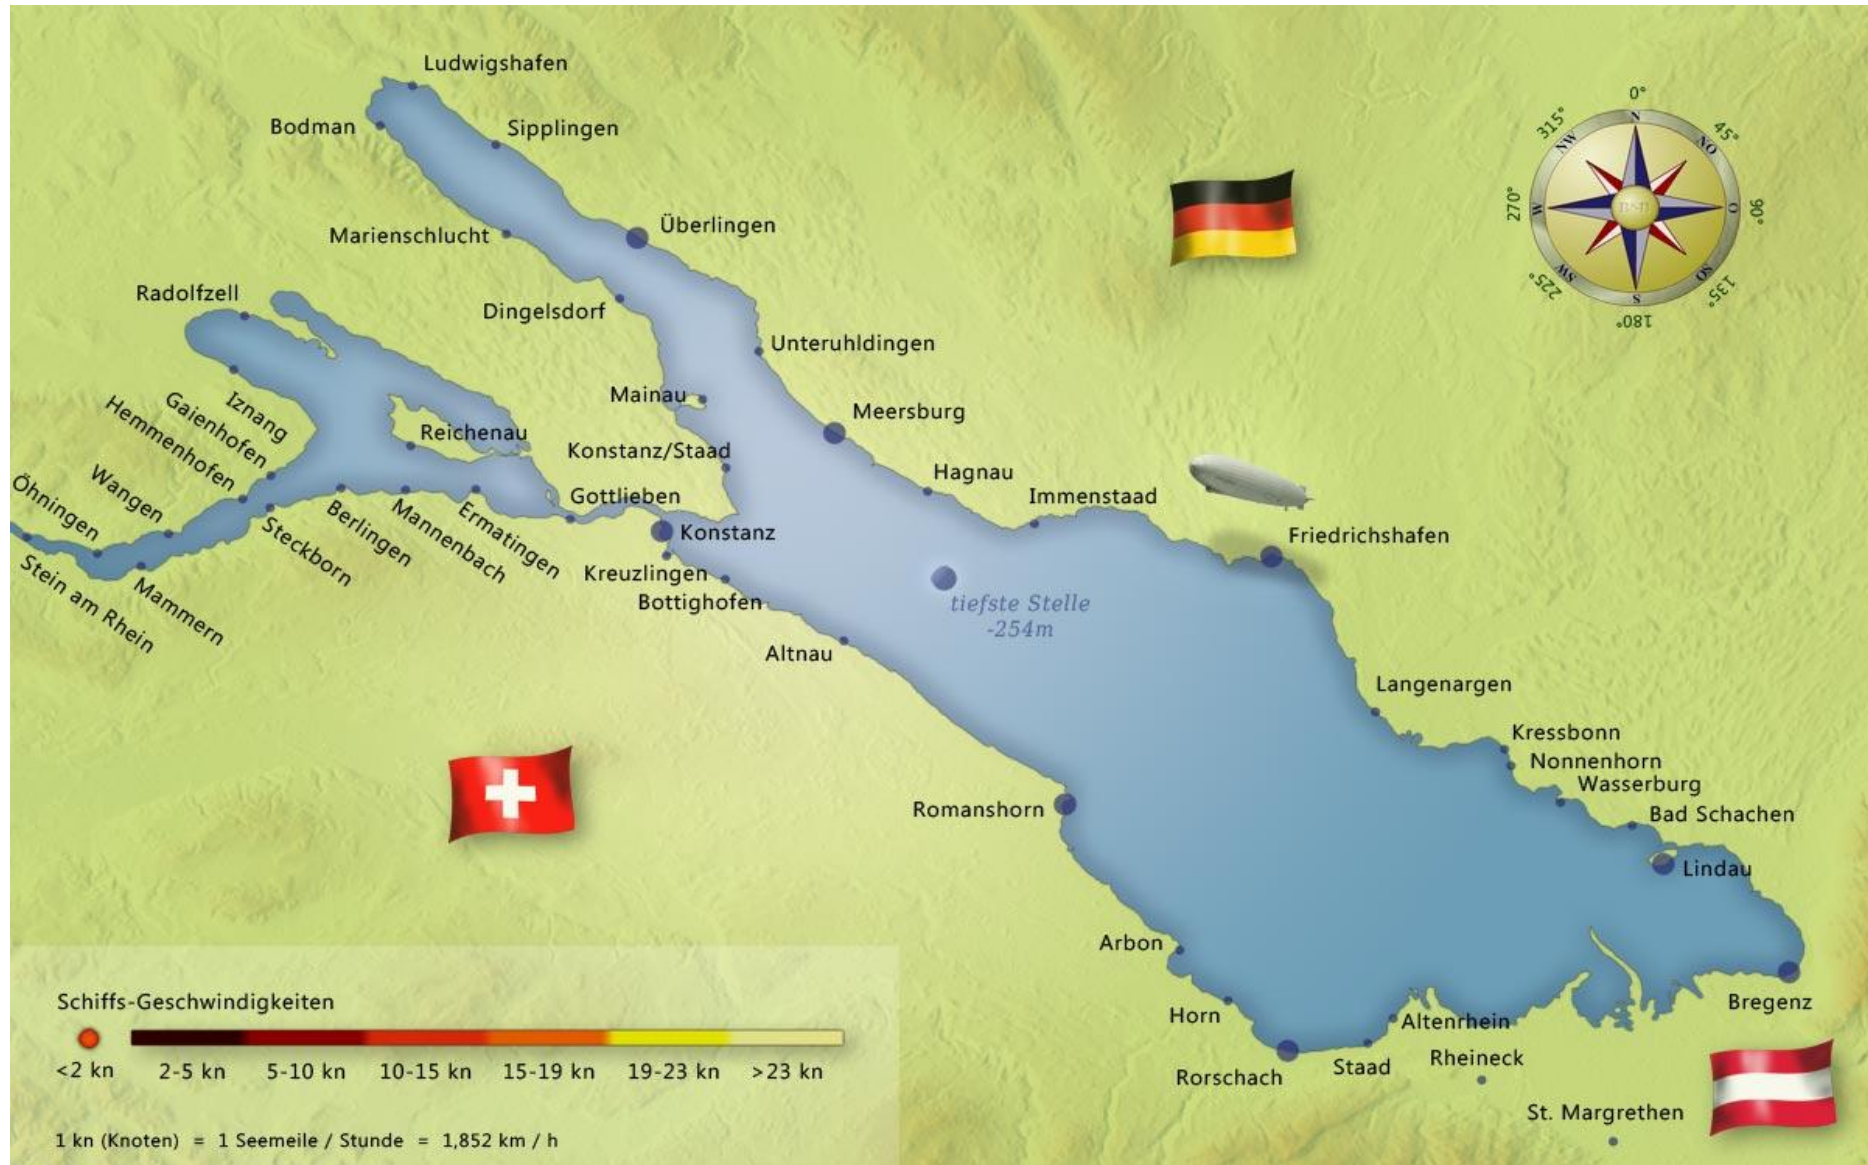 Ludwigshafen
Bodman
Sipplingen
Überlingen
Marienschlucht
Radolfzell
Dingelsdorf
Unteruhldingen
Mainau
Meersburg
Iznang
Gaienhofen
Hemmenhofen
Reichenau
Konstanz/Staad
Hagnau
Wangen
Öhningen
Gottlieben
Immenstaad
Konstanz
Friedrichshafen
Stein am Rhein
Mammern
Steckborn
Berlingen
Mannenbach
Ermatingen
Kreuzlingen
Bottighofen
tiefste Stelle
-254m
Altnau
Langenargen
Kressbonn
Nonnenhorn
Wasserburg
Romanshorn
Bad Schachen
Lindau
Arbon
Horn
Altenrhein
Bregenz
Rorschach
Staad
Rheineck
St. Margrethen
0°
45°
90°
135°
180°
225°
270°
315°
N
NO
O
SO
S
SW
W
NW
Schiffs-Geschwindigkeiten
<2 kn 2-5 kn 5-10 kn 10-15 kn 15-19 kn 19-23 kn >23 kn
1 kn (Knoten) = 1 Seemeile / Stunde = 1,852 km / h